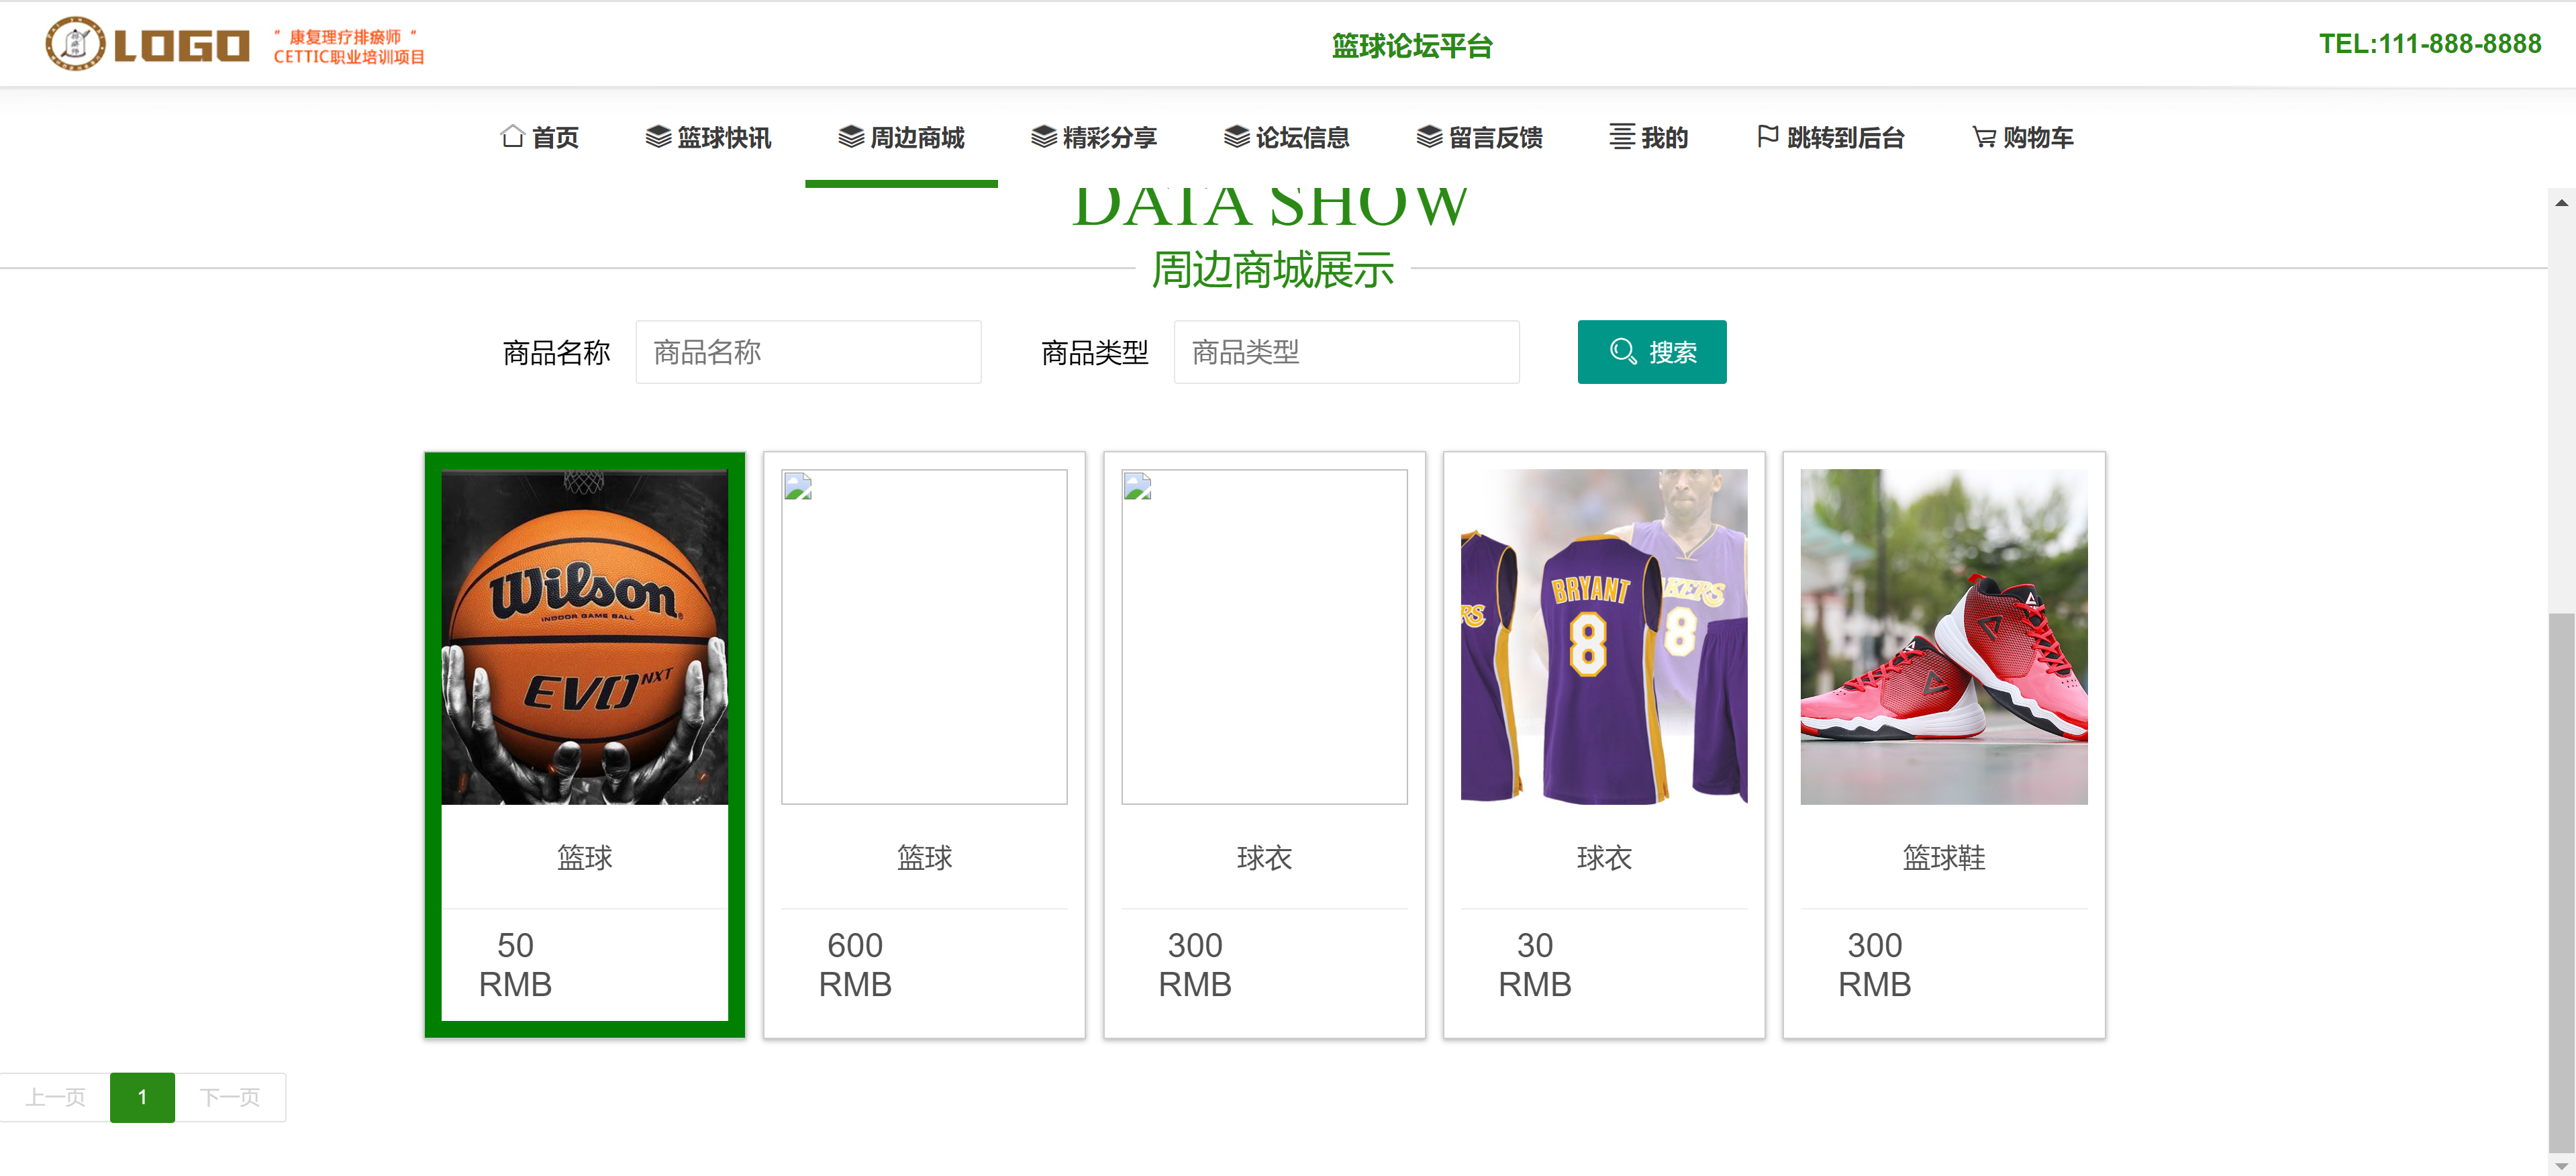 LOGO
" 康复理疗排瘀师 "
CETTIC职业培训项目
篮球论坛平台
TEL:111-888-8888
首页 篮球快讯 周边商城 精彩分享 论坛信息 留言反馈 我的 跳转到后台 购物车
DATA SHOW
周边商城展示
商品名称 商品名称 商品类型 商品类型 搜索
Wilson
INDOOR GAME BALL
EVO NXT
RS
BRYANT
8
KERS
8
篮球 篮球 球衣 球衣 篮球鞋
50 600 300 30 300
RMB RMB RMB RMB RMB
上一页 1 下一页